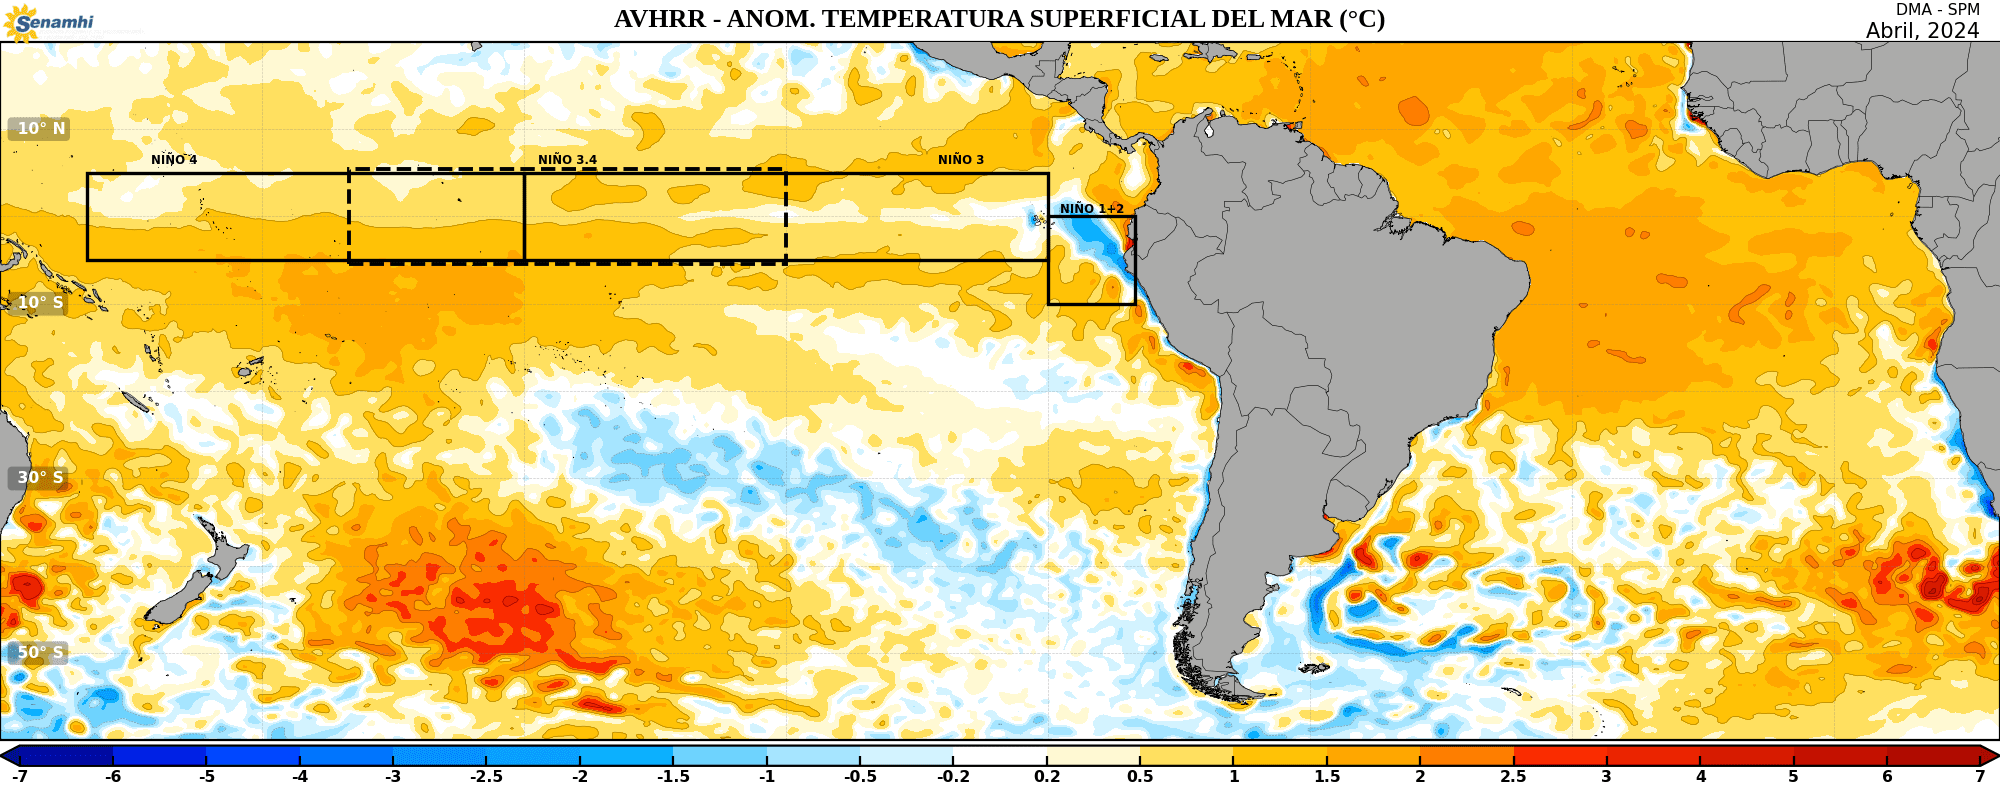 Senamhi
AVHRR - ANOM. TEMPERATURA SUPERFICIAL DEL MAR (°C)
DMA - SPM
Abril, 2024
10° N
NIÑO 4
NIÑO 3.4
NIÑO 3
NIÑO 1+2
10° S
30° S
50° S
-7 -6 -5 -4 -3 -2.5 -2 -1.5 -1 -0.5 -0.2 0.2 0.5 1 1.5 2 2.5 3 4 5 6 7